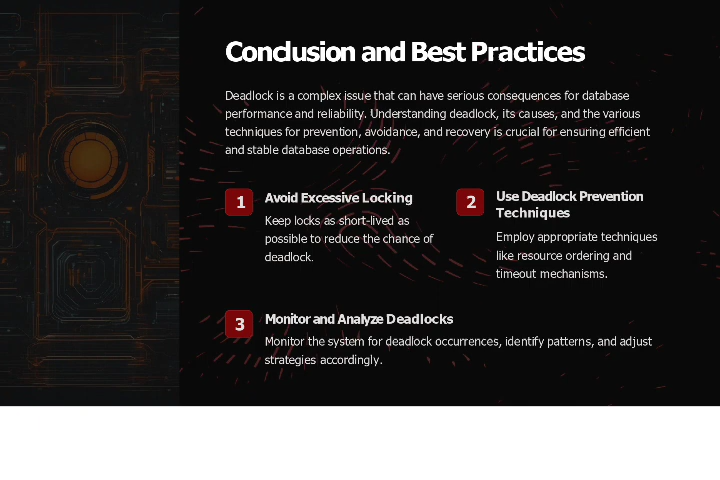 Conclusion and Best Practices
Deadlock is a complex issue that can have serious consequences for database
performance and reliability. Understanding deadlock, its causes, and the various
techniques for prevention, avoidance, and recovery is crucial for ensuring efficient
and stable database operations.
1
Avoid Excessive Locking
Keep locks as short-lived as
possible to reduce the chance of
deadlock.
2
Use Deadlock Prevention
Techniques
Employ appropriate techniques
like resource ordering and
timeout mechanisms.
3
Monitor and Analyze Deadlocks
Monitor the system for deadlock occurrences, identify patterns, and adjust
strategies accordingly.